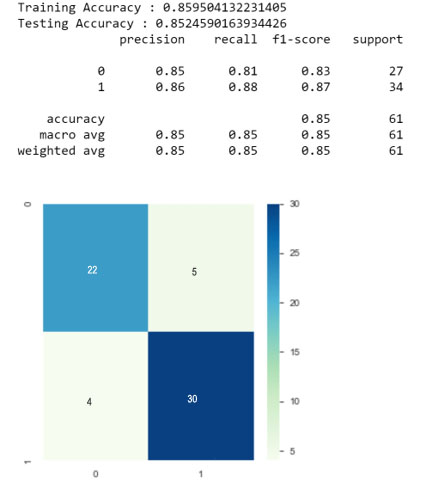 Training Accuracy : 0.859504132231405
Testing Accuracy : 0.8524590163934426
precision recall f1-score support
0 0.85 0.81 0.83 27
1 0.86 0.88 0.87 34
accuracy 0.85 61
macro avg 0.85 0.85 0.85 61
weighted avg 0.85 0.85 0.85 61
0
30
25
22 5
20
15
4 30
10
5
1
0 1